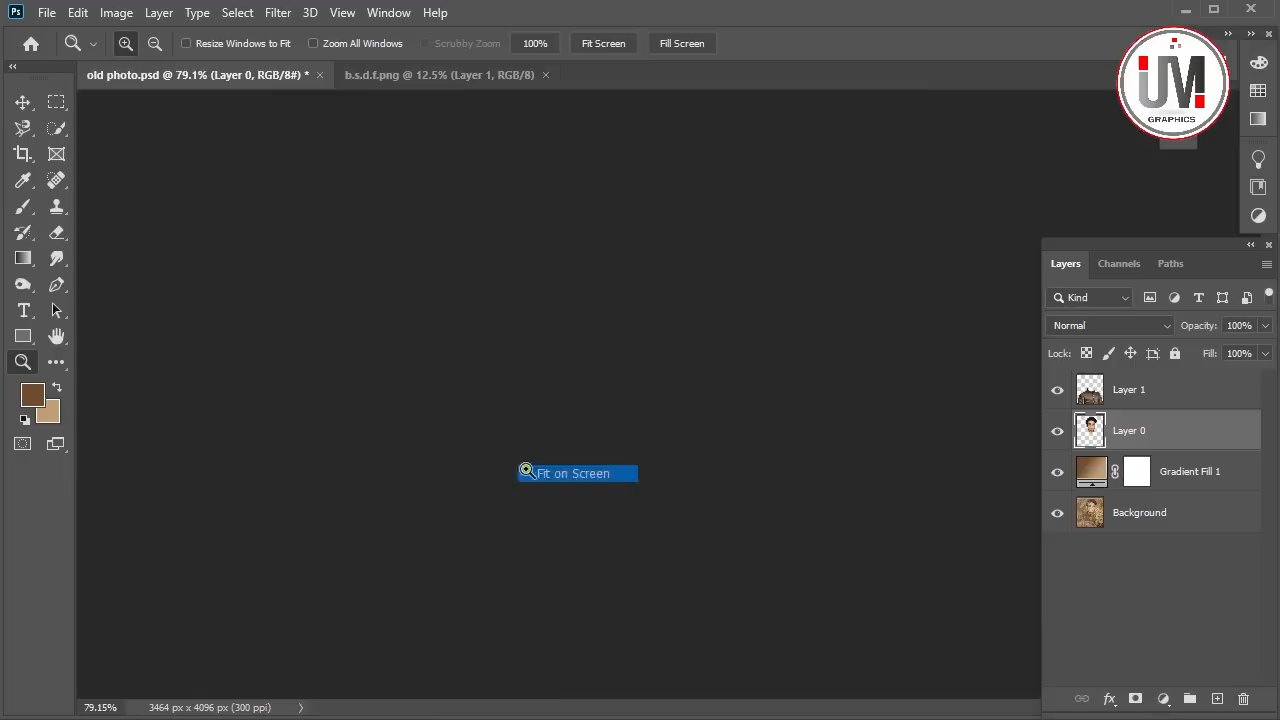 Ps File Edit Image Layer Type Select Filter 3D View Window Help
Resize Windows to Fit Zoom All Windows Scrubby Zoom 100% Fit Screen Fill Screen
old photo.psd @ 79.1% (Layer 0, RGB/8#) * × b.s.d.f.png @ 12.5% (Layer 1, RGB/8) ×
UM
GRAPHICS
Layers Channels Paths
Kind
Normal Opacity: 100%
Lock: Fill: 100%
Layer 1
Layer 0
Fit on Screen
Gradient Fill 1
Background
fx
79.15% 3464 px x 4096 px (300 ppi)